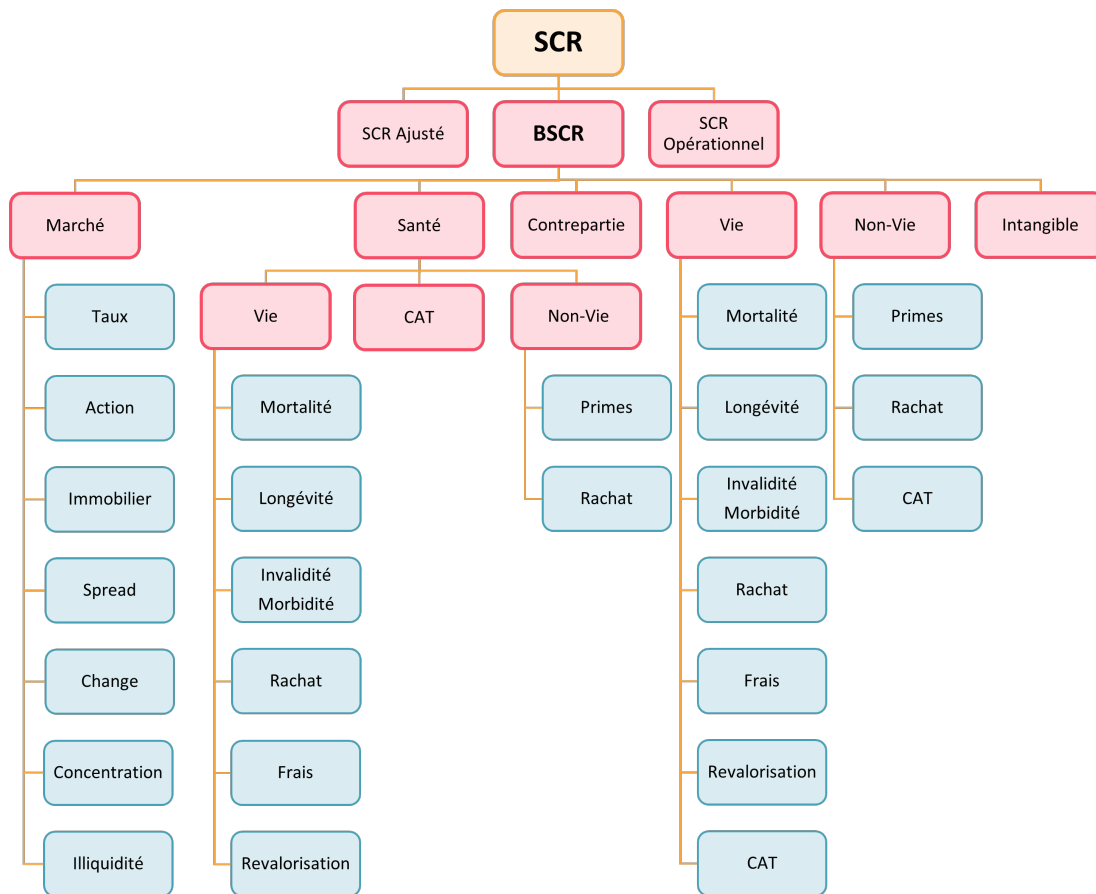 SCR
SCR Ajusté
BSCR
SCR
Opérationnel
Marché
Santé
Contrepartie
Vie
Non-Vie
Intangible
Taux
Action
Immobilier
Spread
Change
Concentration
Illiquidité
Vie
CAT
Non-Vie
Mortalité
Longévité
Invalidité
Morbidité
Rachat
Frais
Revalorisation
Primes
Rachat
Mortalité
Longévité
Invalidité
Morbidité
Rachat
Frais
Revalorisation
CAT
Primes
Rachat
CAT